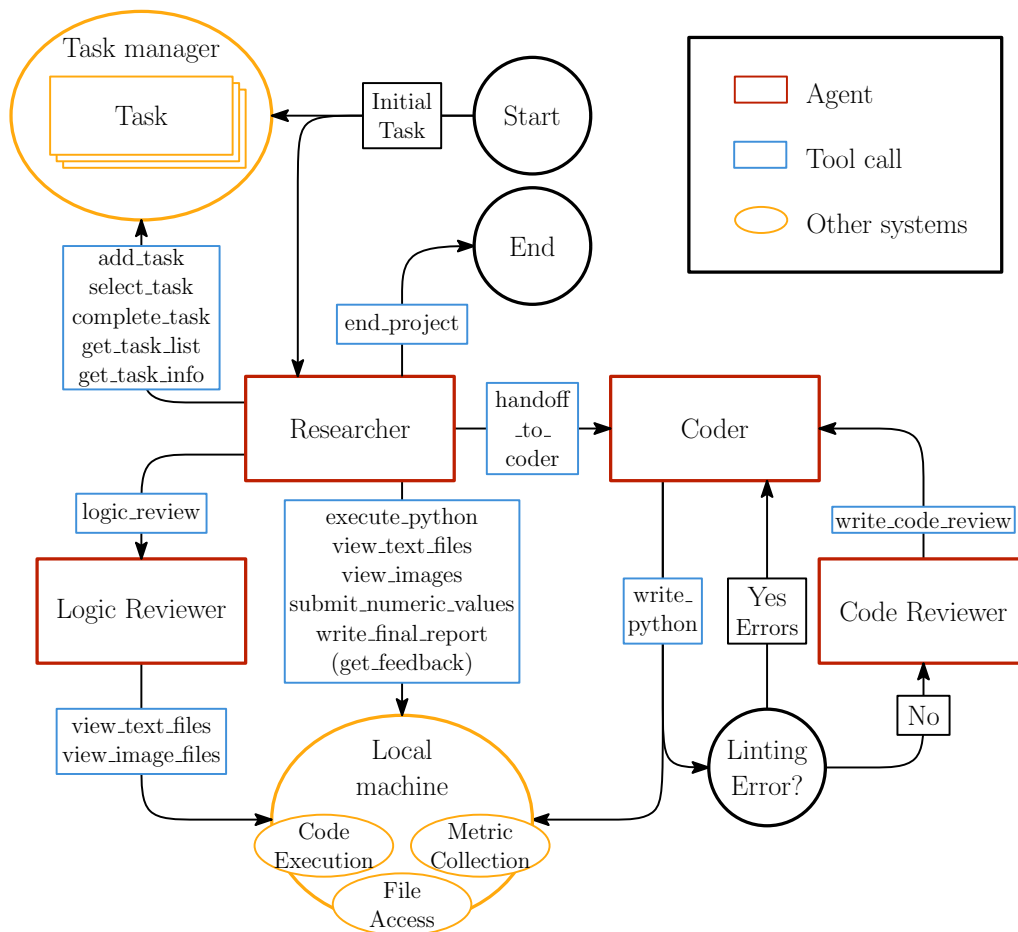 Task manager
Task
Initial
Task
Start
Agent
Tool call
Other systems
End
add_task
select_task
complete_task
get_task_list
get_task_info
end_project
Researcher
handoff
_to_
coder
Coder
logic_review
execute_python
view_text_files
view_images
submit_numeric_values
write_final_report
(get_feedback)
write_code_review
Logic Reviewer
write_
python
Yes
Errors
Code Reviewer
view_text_files
view_image_files
No
Local
machine
Linting
Error?
Code
Execution
Metric
Collection
File
Access